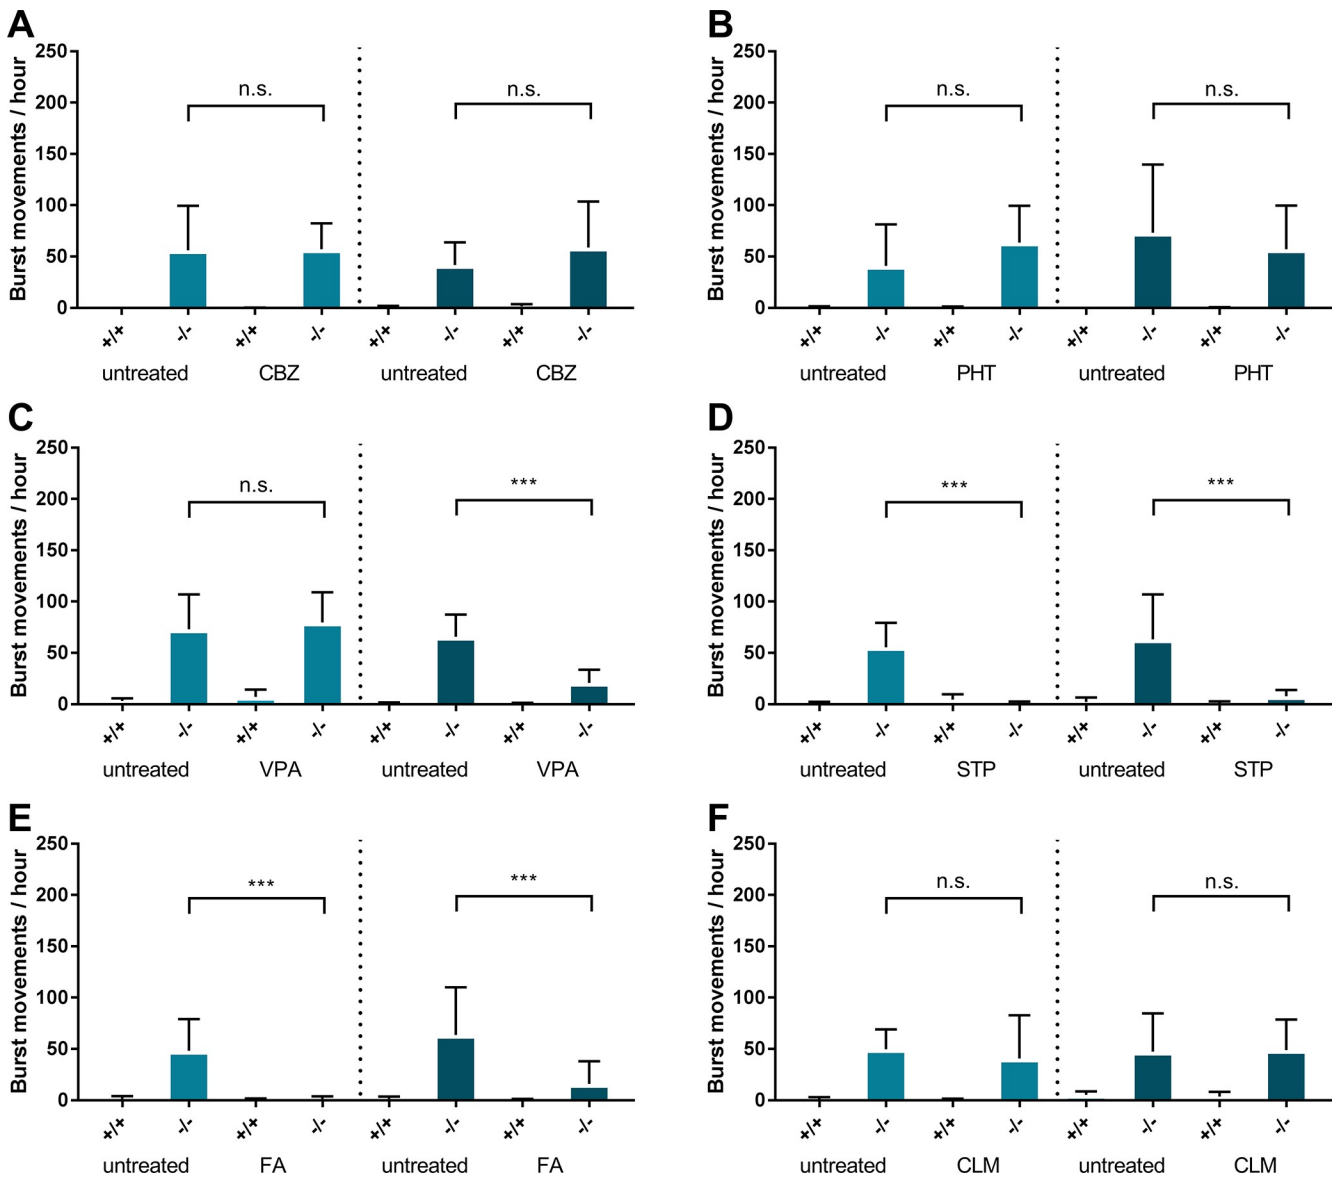 A
Burst movements / hour
250
200
150
100
50
0
n.s.
n.s.
+/+ -/- +/+ -/- +/+ -/- +/+ -/-
untreated CBZ untreated CBZ
B
Burst movements / hour
250
200
150
100
50
0
n.s.
n.s.
+/+ -/- +/+ -/- +/+ -/- +/+ -/-
untreated PHT untreated PHT
C
Burst movements / hour
250
200
150
100
50
0
n.s.
***
+/+ -/- +/+ -/- +/+ -/- +/+ -/-
untreated VPA untreated VPA
D
Burst movements / hour
250
200
150
100
50
0
***
***
+/+ -/- +/+ -/- +/+ -/- +/+ -/-
untreated STP untreated STP
E
Burst movements / hour
250
200
150
100
50
0
***
***
+/+ -/- +/+ -/- +/+ -/- +/+ -/-
untreated FA untreated FA
F
Burst movements / hour
250
200
150
100
50
0
n.s.
n.s.
+/+ -/- +/+ -/- +/+ -/- +/+ -/-
untreated CLM untreated CLM